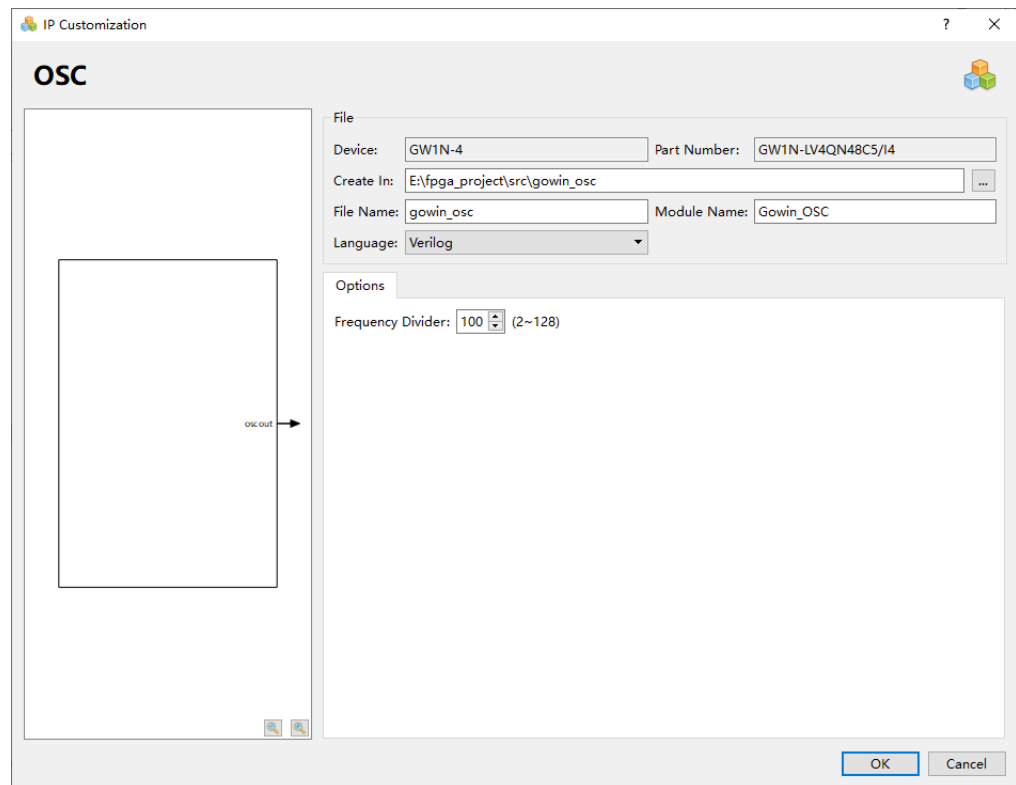 IP Customization
OSC
File
Device: GW1N-4 Part Number: GW1N-LV4QN48C5/I4
Create In: E:\fpga_project\src\gowin_osc ...
File Name: gowin_osc Module Name: Gowin_OSC
Language: Verilog
Options
Frequency Divider: 100 (2~128)
oscout
OK Cancel